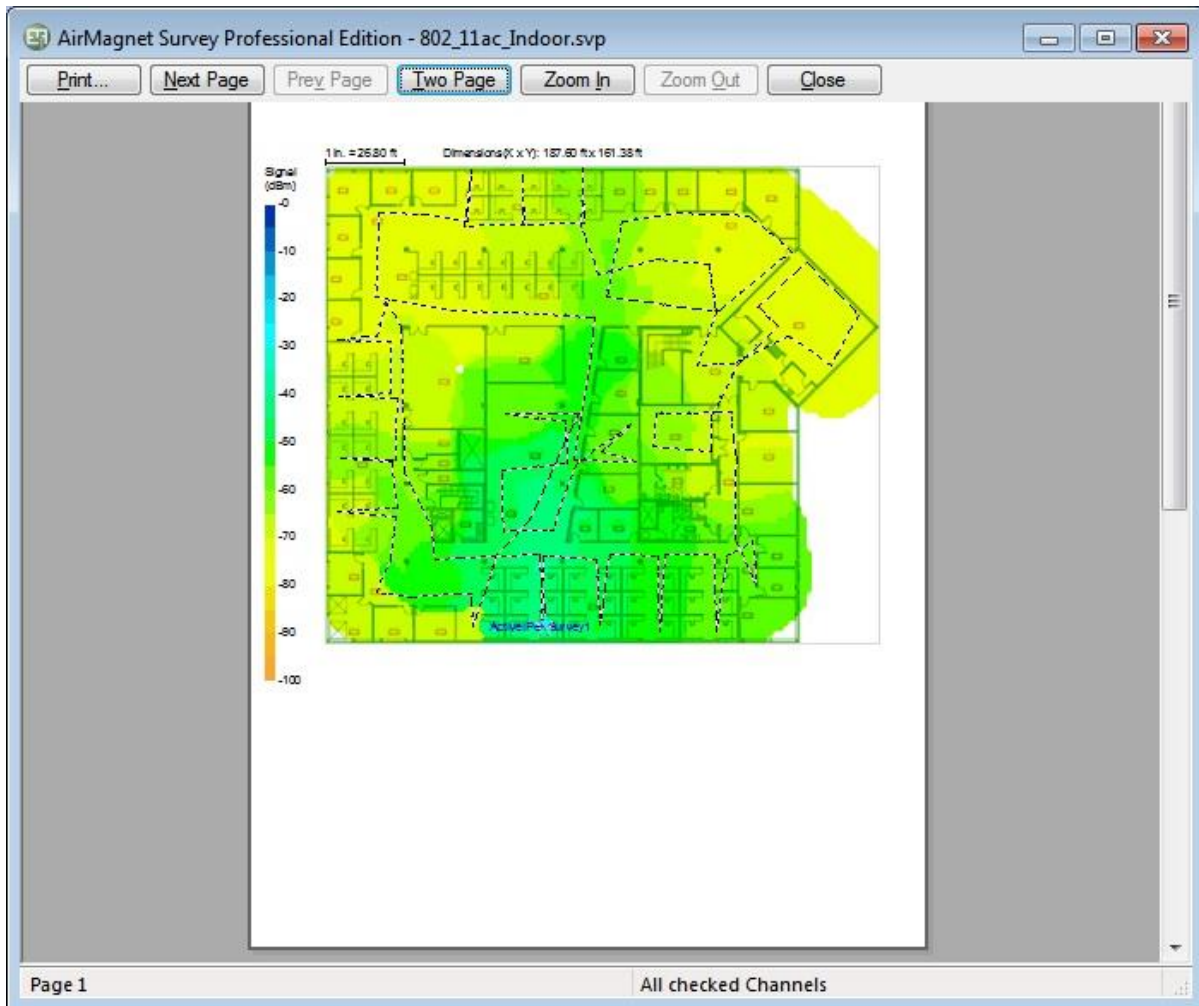 AirMagnet Survey Professional Edition - 802_11ac_Indoor.svp
Print... Next Page Prev Page Two Page Zoom In Zoom Out Close
1 in. = 26.80 ft Dimensions(X x Y): 187.60 ft x 161.38 ft
Signal
(dBm)
-0
-10
-20
-30
-40
-50
-60
-70
-80
-90
-100
Page 1 All checked Channels